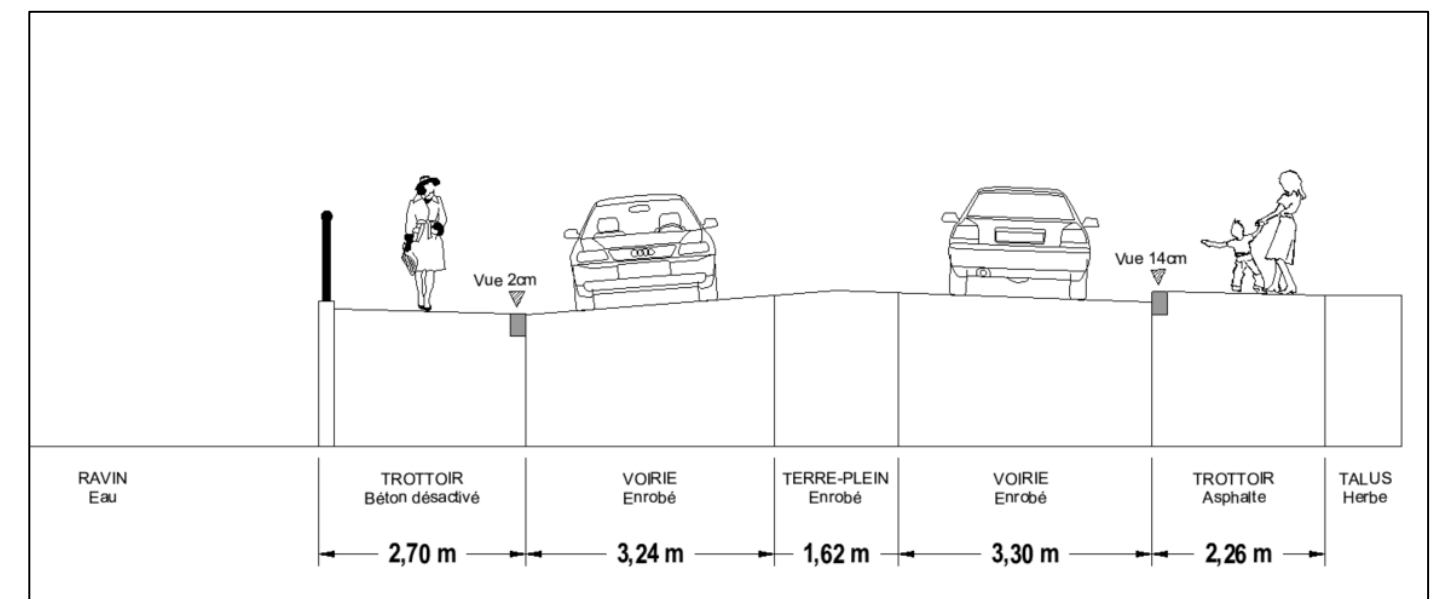 Vue 2cm
Vue 14cm
RAVIN
Eau
TROTTOIR
Béton désactivé
VOIRIE
Enrobé
TERRE-PLEIN
Enrobé
VOIRIE
Enrobé
TROTTOIR
Asphalte
TALUS
Herbe
2,70 m
3,24 m
1,62 m
3,30 m
2,26 m